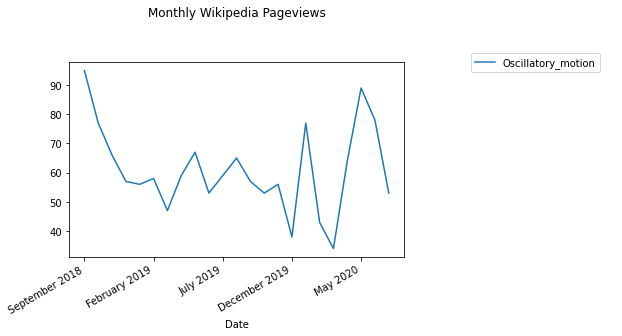 Monthly Wikipedia Pageviews
Oscillatory_motion
90
80
70
60
50
40
September 2018
February 2019
July 2019
December 2019
May 2020
Date